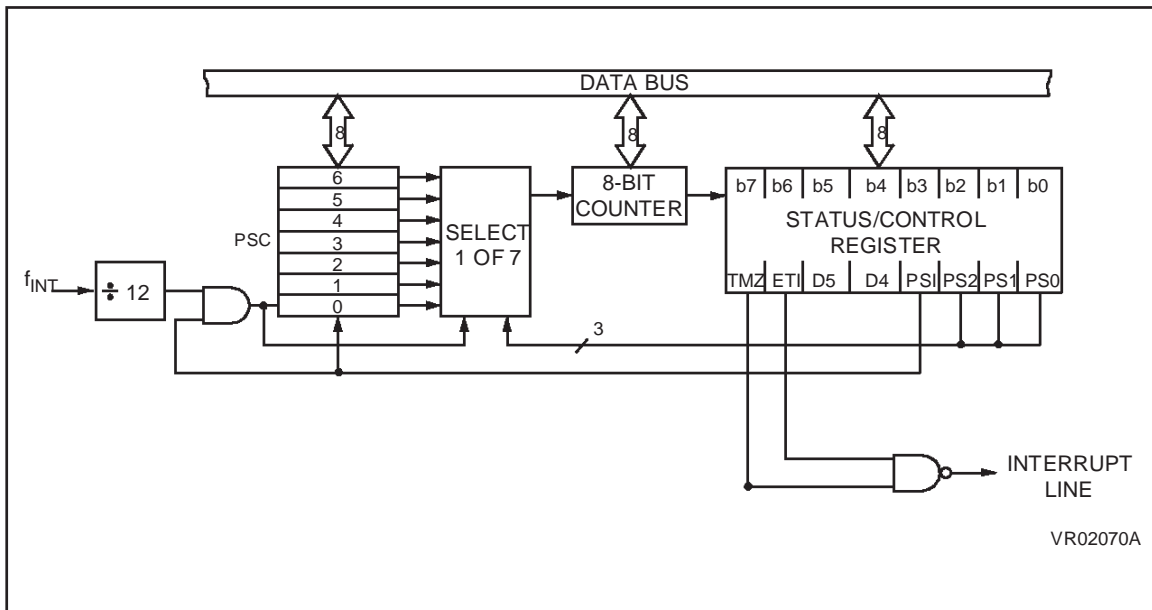 DATA BUS
8
8
8
6
5
4
3
2
1
0
PSC
SELECT
1 OF 7
8-BIT
COUNTER
b7 b6 b5 b4 b3 b2 b1 b0
STATUS/CONTROL
REGISTER
TMZ ETI D5 D4 PSI PS2 PS1 PS0
fINT
÷ 12
3
INTERRUPT
LINE
VR02070A